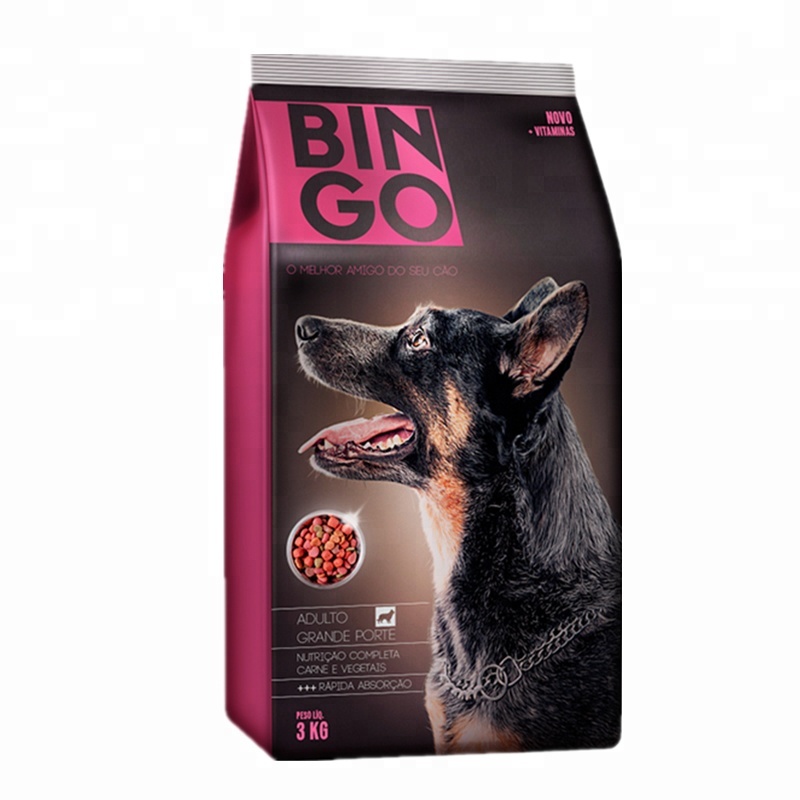 BIN
GO
NOVO
+ VITAMINAS
O MELHOR AMIGO DO SEU CÃO
ADULTO
GRANDE PORTE
NUTRIÇÃO COMPLETA
CARNE E VEGETAIS
+++ RÁPIDA ABSORÇÃO
PESO LÍQ.
3 KG